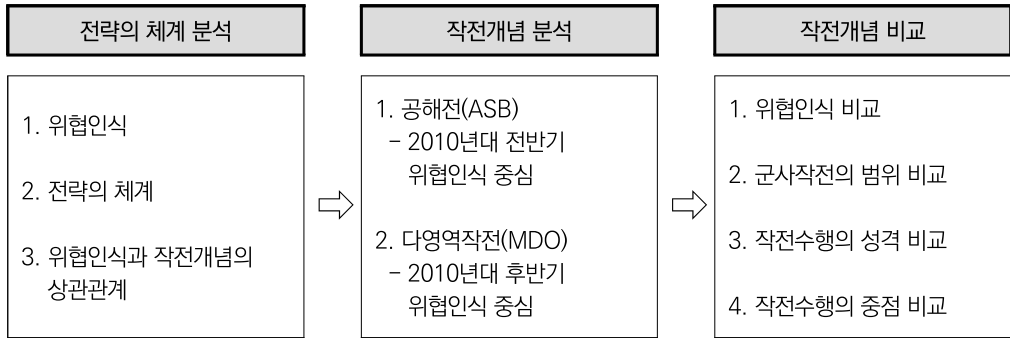 전략의 체계 분석
1. 위협인식
2. 전략의 체계
3. 위협인식과 작전개념의
상관관계
작전개념 분석
1. 공해전(ASB)
- 2010년대 전반기
위협인식 중심
2. 다영역작전(MDO)
- 2010년대 후반기
위협인식 중심
작전개념 비교
1. 위협인식 비교
2. 군사작전의 범위 비교
3. 작전수행의 성격 비교
4. 작전수행의 중점 비교